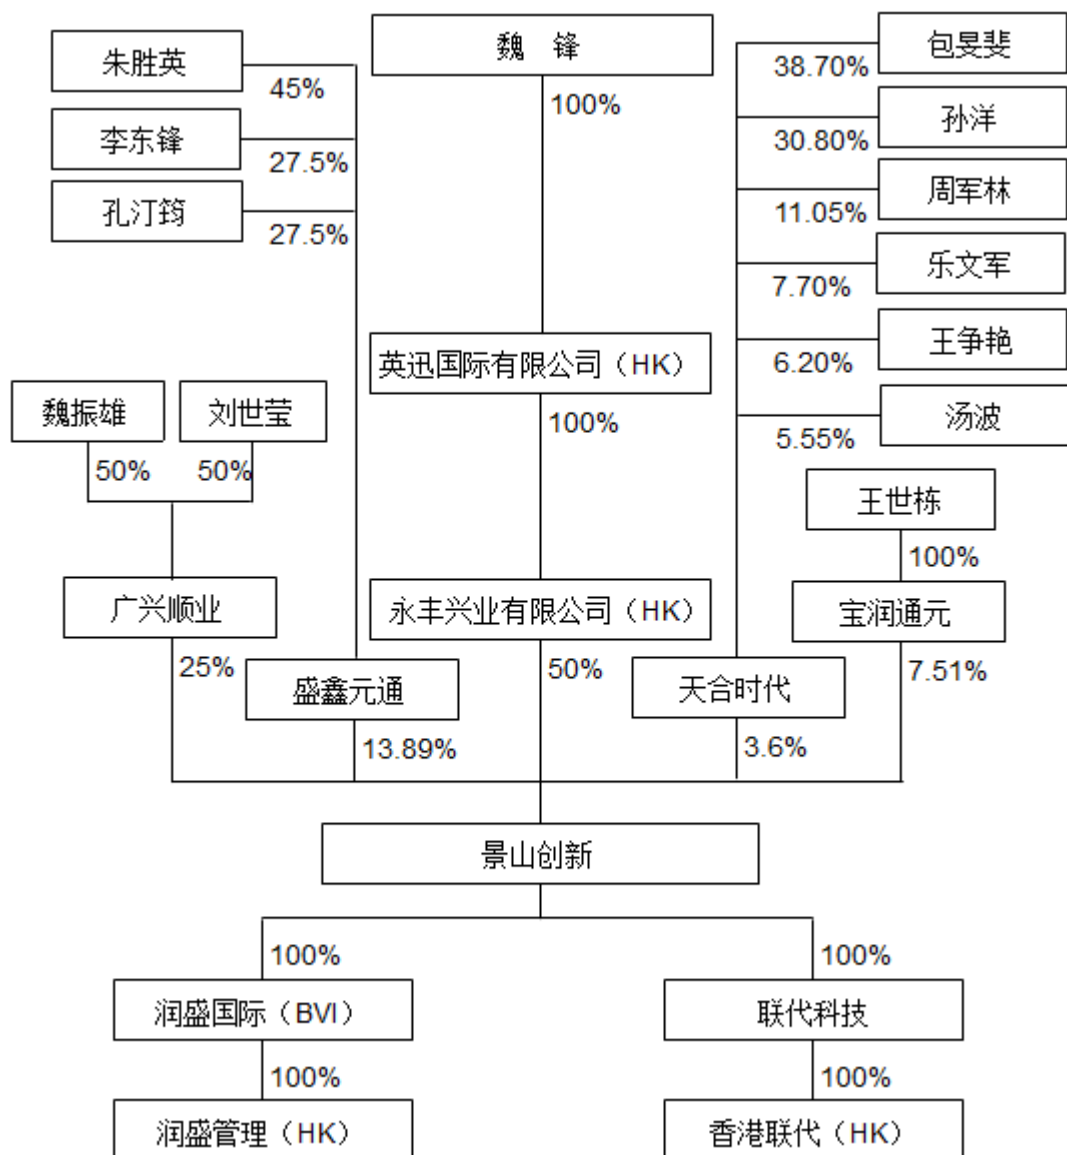 魏 锋
包旻斐
朱胜英
38.70%
45%
100%
孙洋
李东锋
30.80%
27.5%
周军林
孔汀筠
11.05%
27.5%
乐文军
7.70%
王争艳
英迅国际有限公司（HK）
6.20%
魏振雄
刘世莹
汤波
100%
5.55%
50%
50%
王世栋
100%
广兴顺业
永丰兴业有限公司（HK）
宝润通元
25%
50%
7.51%
盛鑫元通
天合时代
13.89%
3.6%
景山创新
100%
100%
润盛国际（BVI）
联代科技
100%
100%
润盛管理（HK）
香港联代（HK）